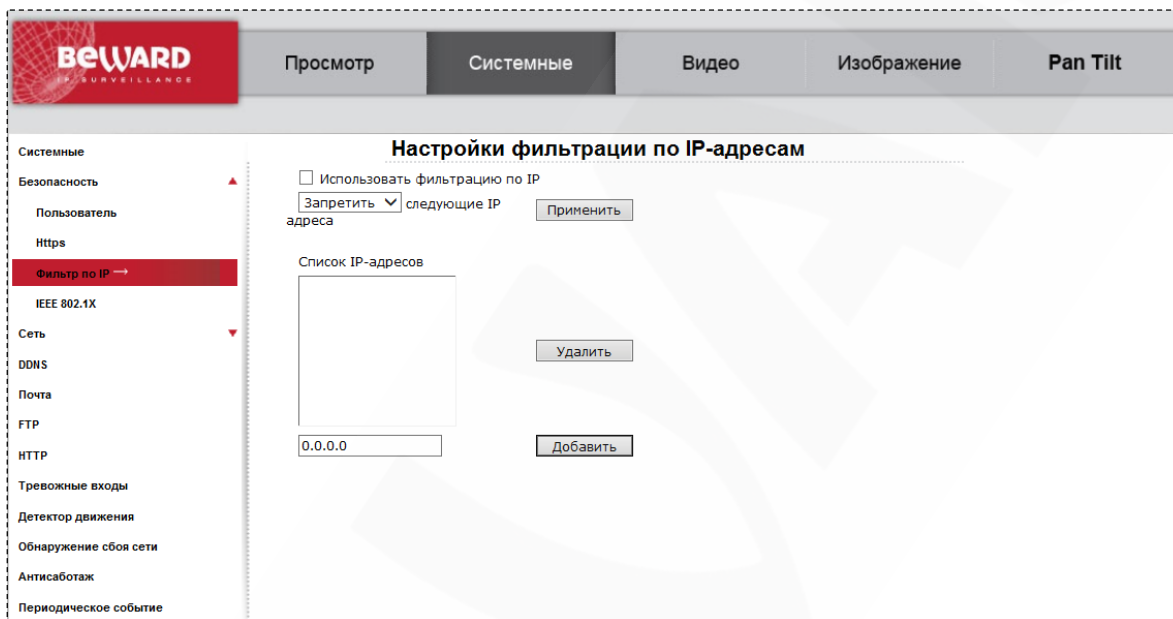 BEWARD
IP SURVEILLANCE
Просмотр
Системные
Видео
Изображение
Pan Tilt
Системные
Безопасность
Пользователь
Https
Фильтр по IP →
IEEE 802.1X
Сеть
DDNS
Почта
FTP
HTTP
Тревожные входы
Детектор движения
Обнаружение сбоя сети
Антисаботаж
Периодическое событие
Настройки фильтрации по IP-адресам
Использовать фильтрацию по IP
Запретить следующие IP
адреса
Применить
Список IP-адресов
Удалить
0.0.0.0
Добавить